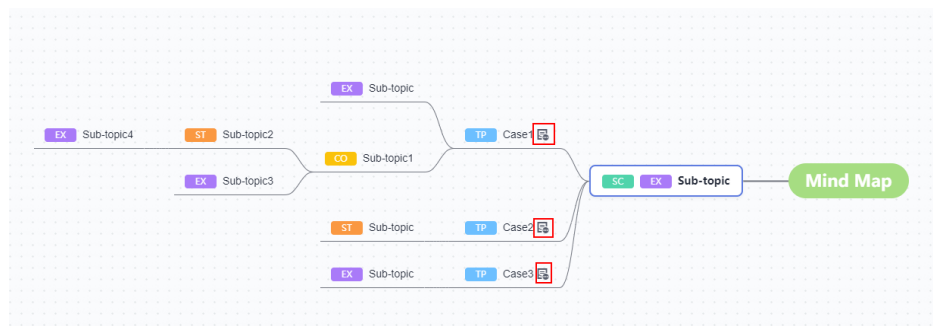 EX Sub-topic
EX Sub-topic4 ST Sub-topic2 TP Case1
CO Sub-topic1
EX Sub-topic3 SC EX Sub-topic Mind Map
ST Sub-topic TP Case2
EX Sub-topic TP Case3